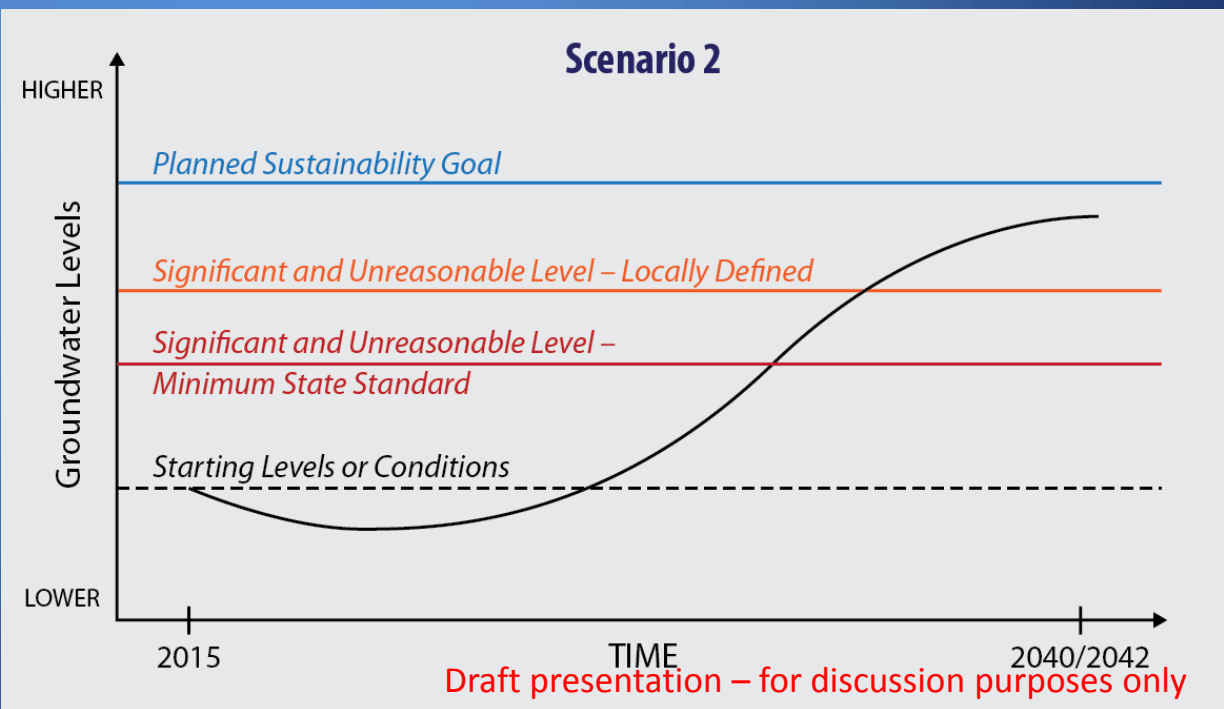 Scenario 2
HIGHER
Planned Sustainability Goal
Significant and Unreasonable Level – Locally Defined
Significant and Unreasonable Level –
Minimum State Standard
Groundwater Levels
Starting Levels or Conditions
LOWER
2015
TIME
2040/2042
Draft presentation – for discussion purposes only